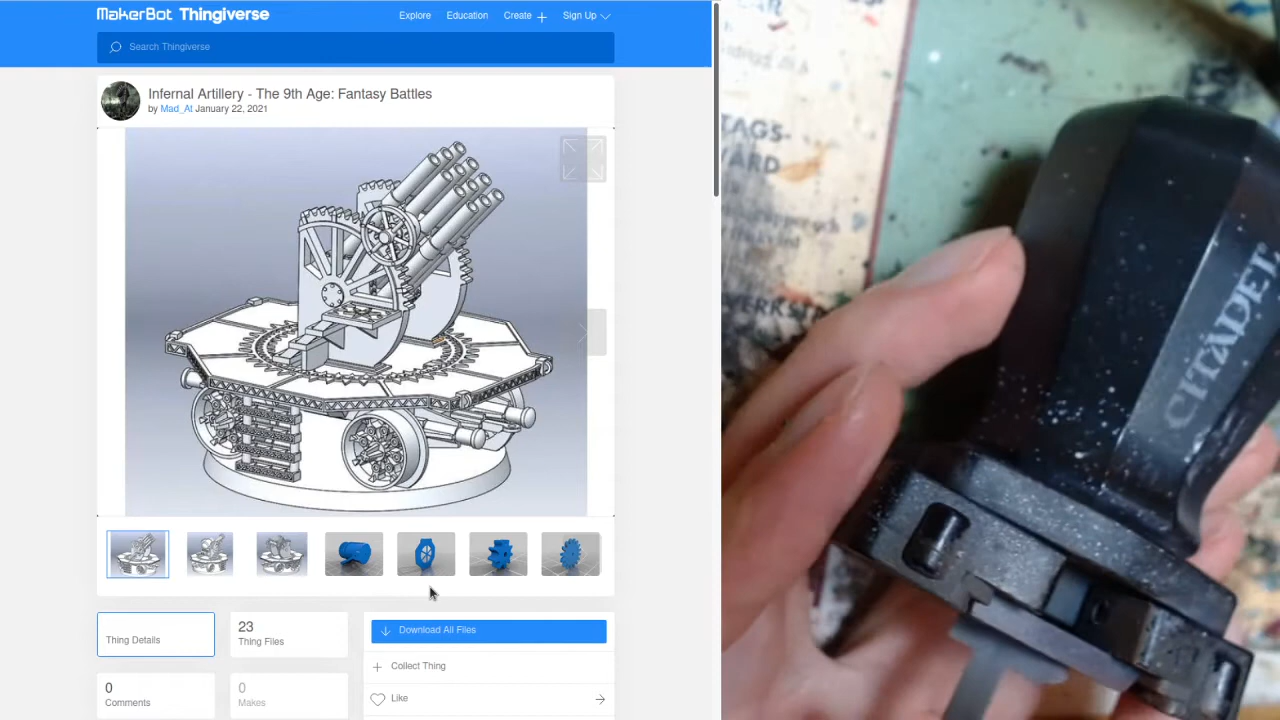 MakerBot Thingiverse
Explore
Education
Create
Sign Up
Search Thingiverse
Infernal Artillery - The 9th Age: Fantasy Battles
by Mad_At January 22, 2021
Thing Details
23
Thing Files
Download All Files
Collect Thing
0
Comments
0
Makes
Like
TAGS-
CITADEL